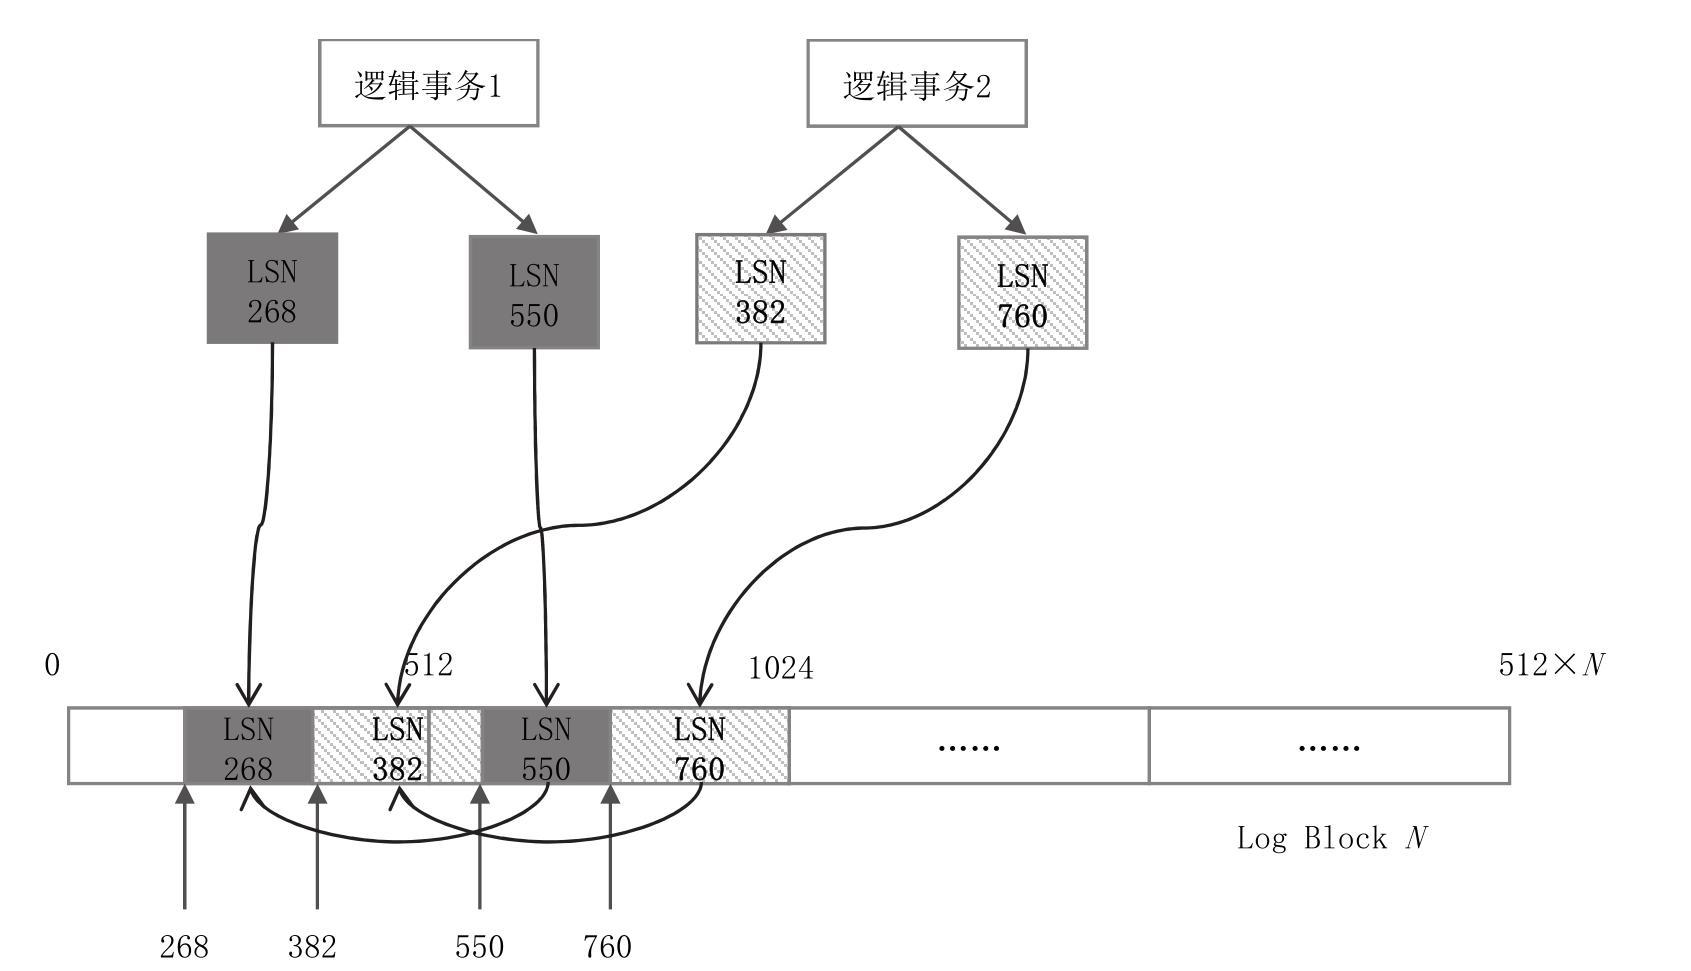 逻辑事务1
逻辑事务2
LSN
268
LSN
550
LSN
382
LSN
760
0
512
1024
512×N
LSN
268
LSN
382
LSN
550
LSN
760
……
……
Log Block N
268
382
550
760